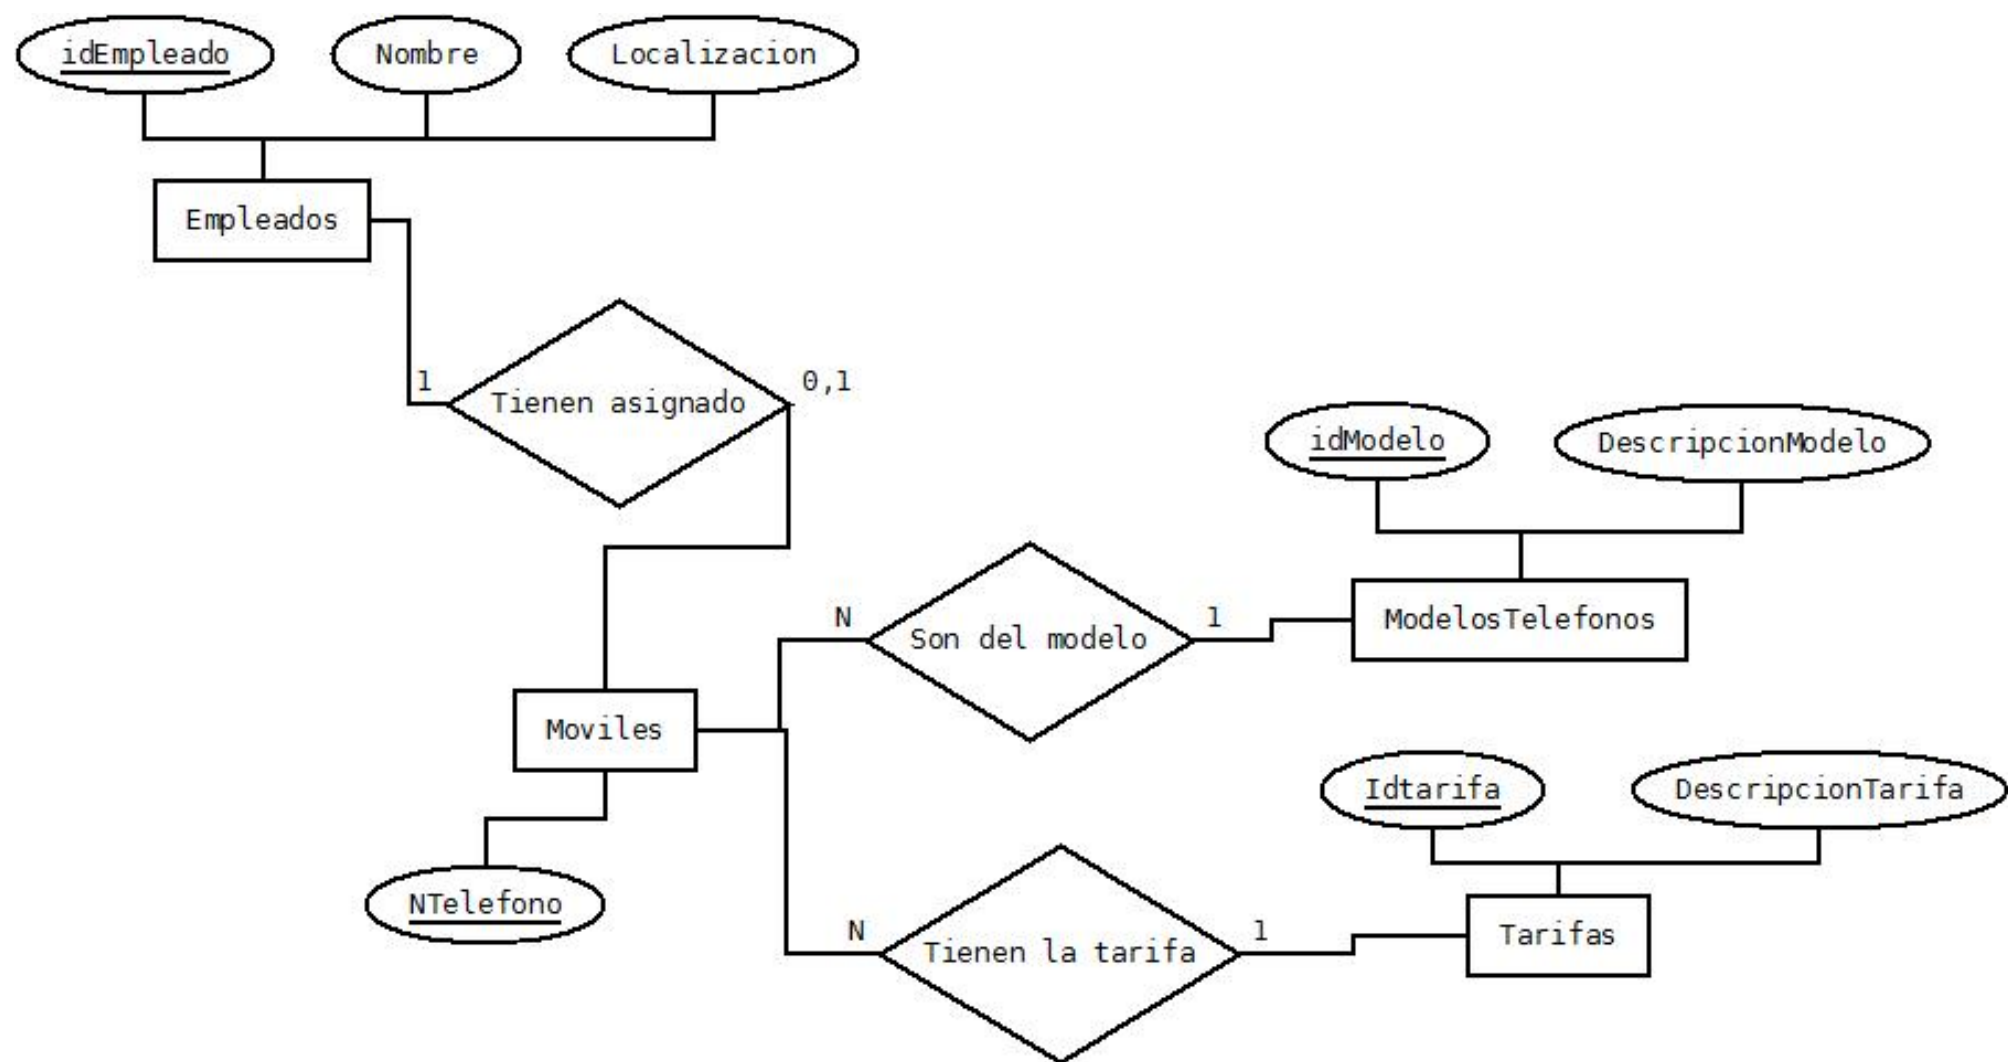 idEmpleado
Nombre
Localizacion
Empleados
1
Tienen asignado
0,1
idModelo
DescripcionModelo
N
Son del modelo
1
ModelosTelefonos
Moviles
Idtarifa
DescripcionTarifa
NTelefono
N
Tienen la tarifa
1
Tarifas